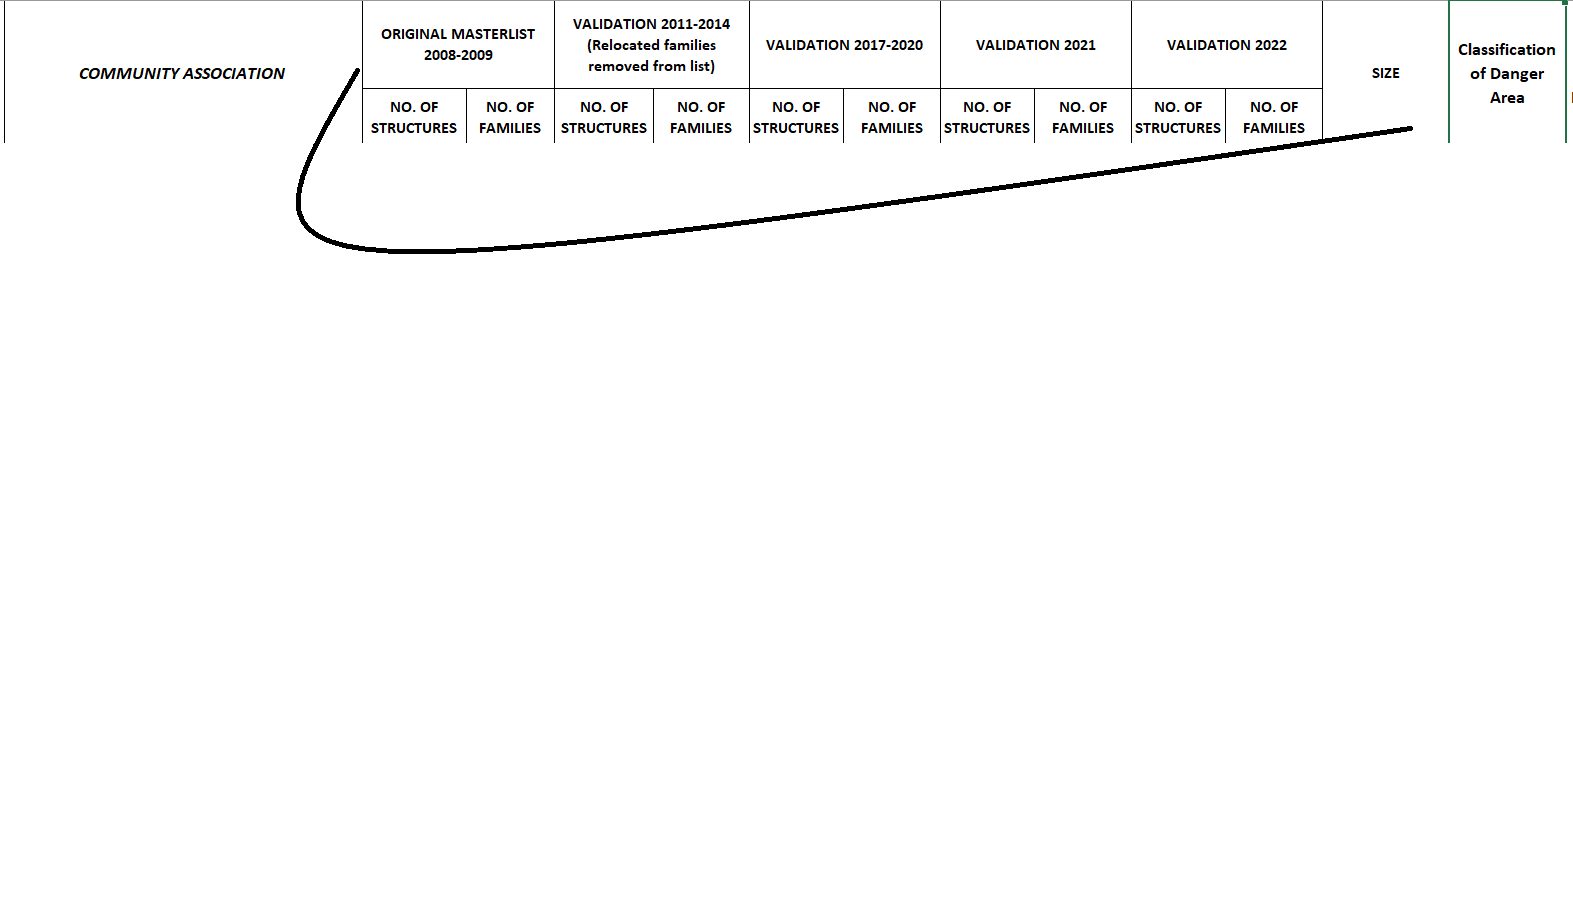 COMMUNITY ASSOCIATION
ORIGINAL MASTERLIST
2008-2009
VALIDATION 2011-2014
(Relocated families
removed from list)
VALIDATION 2017-2020
VALIDATION 2021
VALIDATION 2022
SIZE
Classification
of Danger
Area
NO. OF
STRUCTURES
NO. OF
FAMILIES
NO. OF
STRUCTURES
NO. OF
FAMILIES
NO. OF
STRUCTURES
NO. OF
FAMILIES
NO. OF
STRUCTURES
NO. OF
FAMILIES
NO. OF
STRUCTURES
NO. OF
FAMILIES